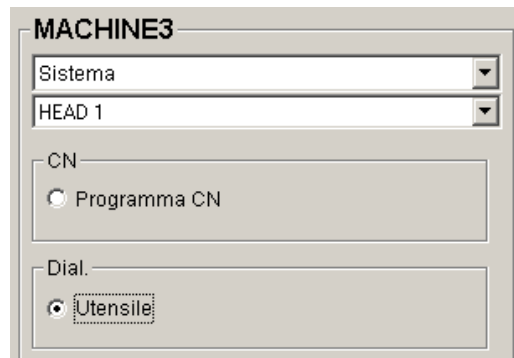 MACHINE3
Sistema
HEAD 1
CN
Programma CN
Dial.
Utensile